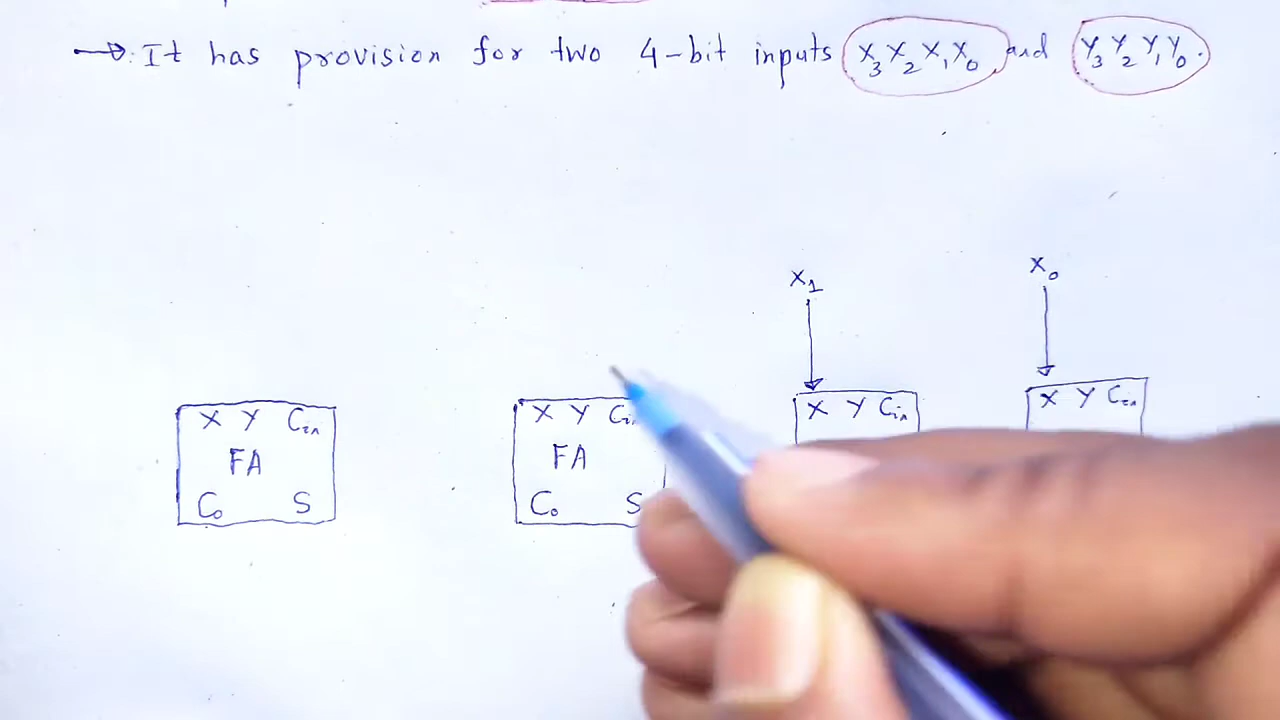 → It has provision for two 4-bit inputs X₃X₂X₁X₀ and Y₃Y₂Y₁Y₀.
X₁ X₀
X Y Cᵢₙ X Y Cᵢₙ X Y Cᵢₙ X Y Cᵢₙ
FA FA
C₀ S C₀ S